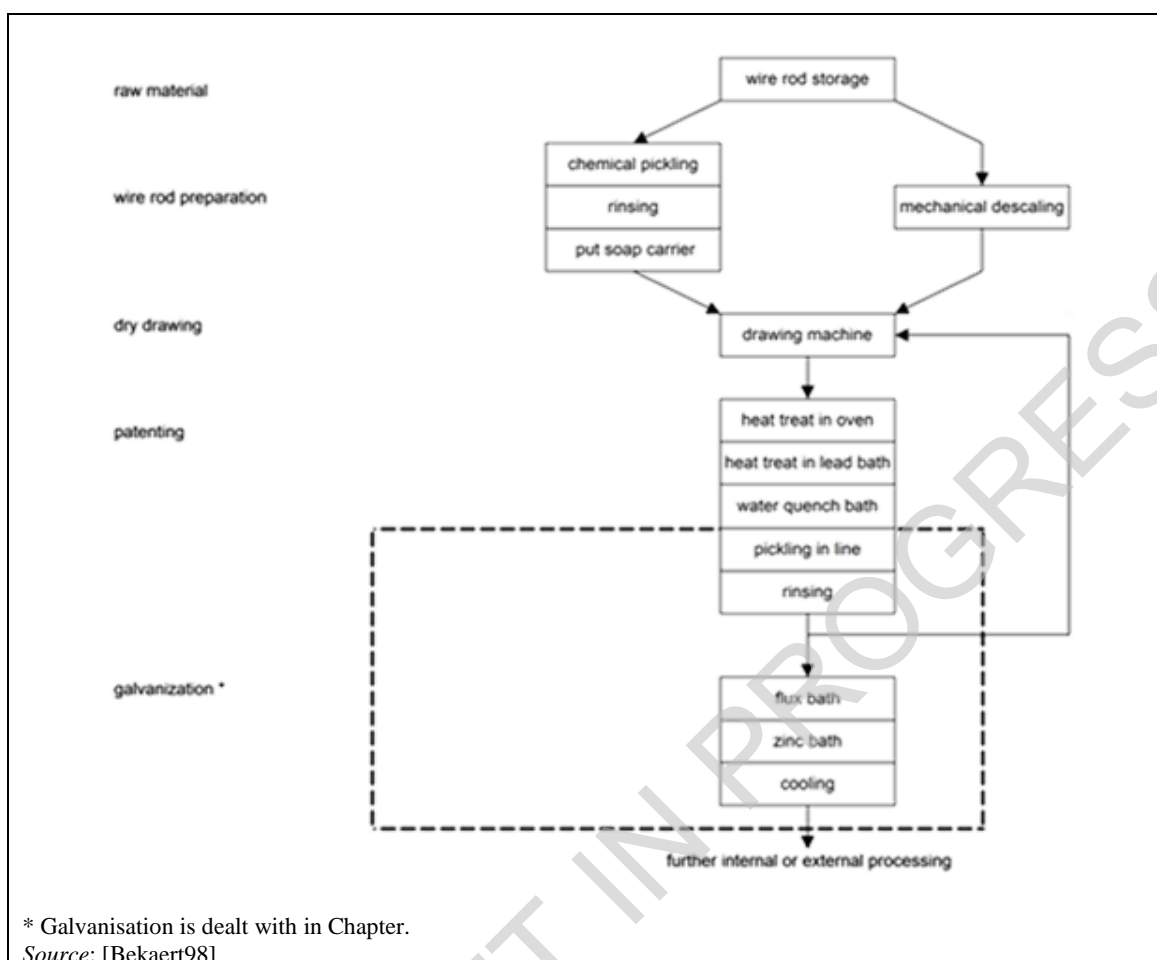 raw material
wire rod storage
chemical pickling
wire rod preparation
rinsing
mechanical descaling
put soap carrier
dry drawing
drawing machine
patenting
heat treat in oven
heat treat in lead bath
water quench bath
pickling in line
rinsing
galvanization *
flux bath
zinc bath
cooling
further internal or external processing
* Galvanisation is dealt with in Chapter.
Source: [Bekaert98]
T IN PROGRESS